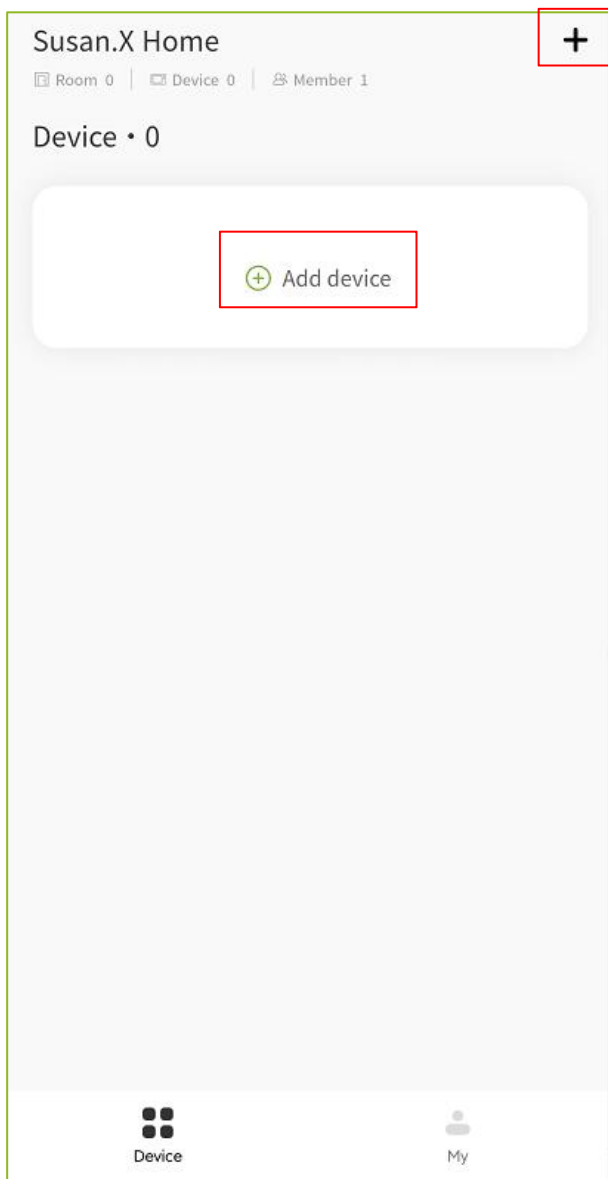 Susan.X Home
Room 0 Device 0 Member 1
Device • 0
Add device
Device My